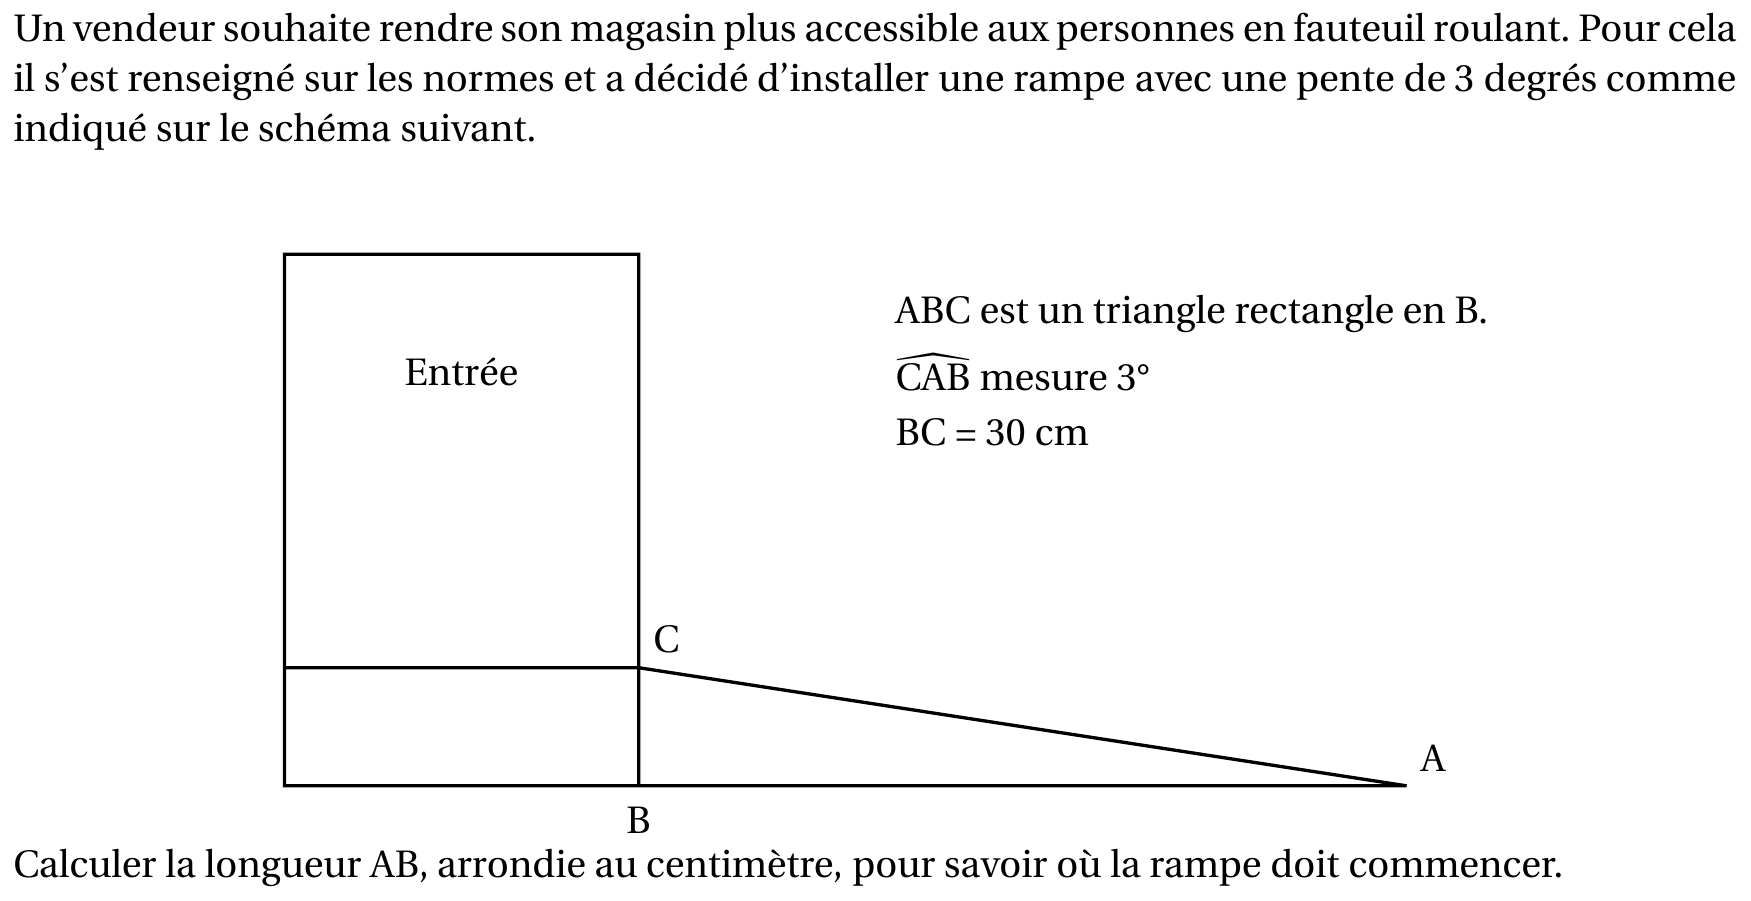 Un vendeur souhaite rendre son magasin plus accessible aux personnes en fauteuil roulant. Pour cela
il s’est renseigné sur les normes et a décidé d’installer une rampe avec une pente de 3 degrés comme
indiqué sur le schéma suivant.
ABC est un triangle rectangle en B.
Entrée
CAB mesure 3°
BC = 30 cm
C
A
B
Calculer la longueur AB, arrondie au centimètre, pour savoir où la rampe doit commencer.